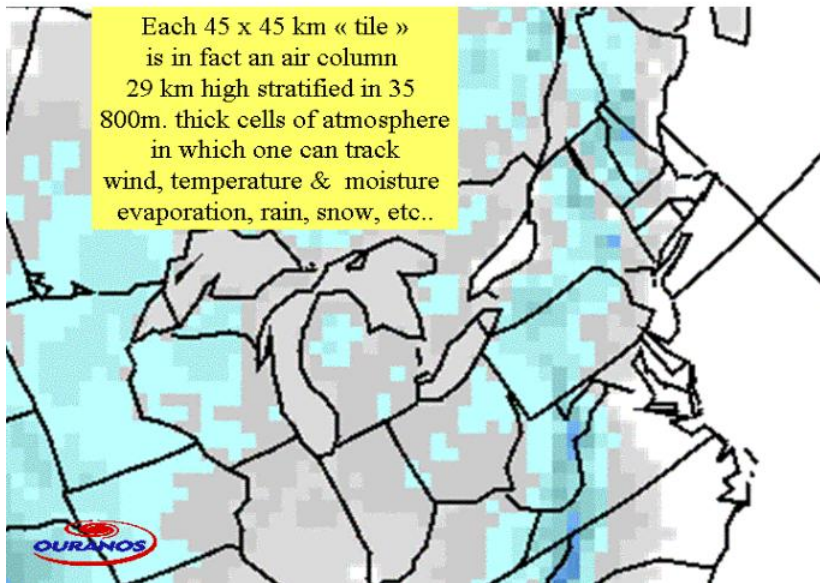 Each 45 x 45 km « tile »
is in fact an air column
29 km high stratified in 35
800m. thick cells of atmosphere
in which one can track
wind, temperature & moisture
evaporation, rain, snow, etc..
OURANOS